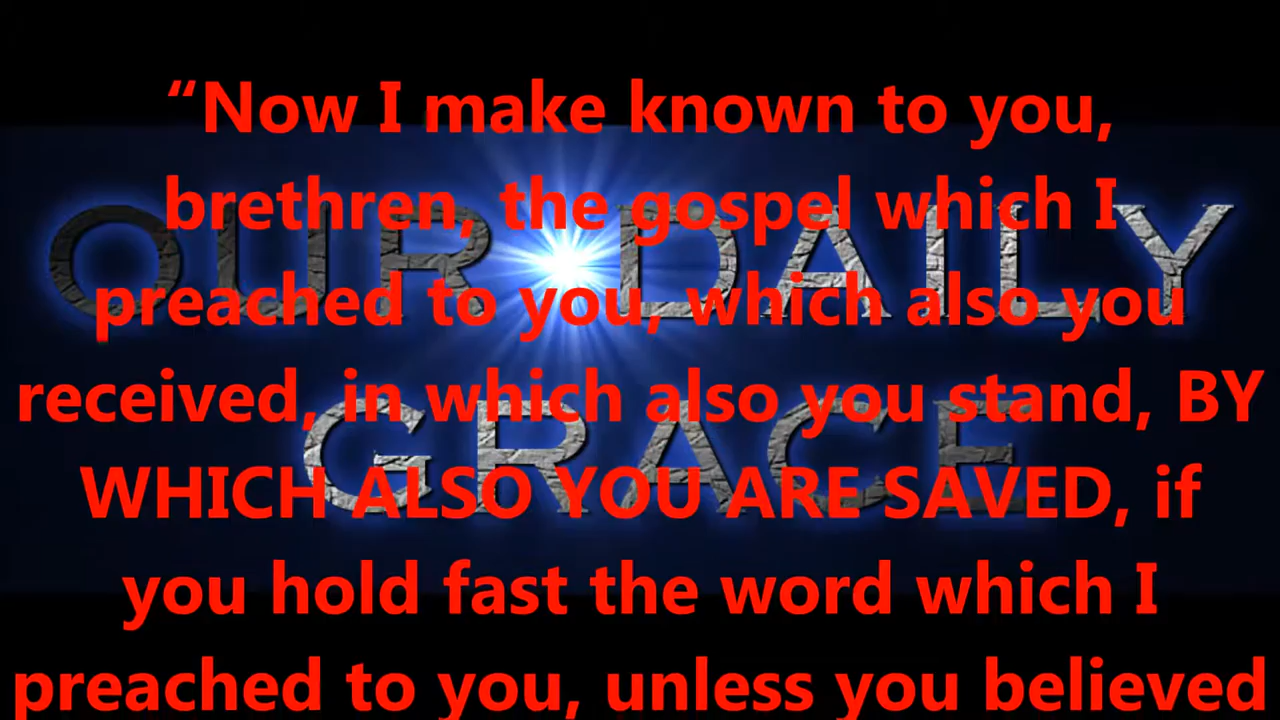 “Now I make known to you,
brethren, the gospel which I
preached to you, which also you
received, in which also you stand, BY
WHICH ALSO YOU ARE SAVED, if
you hold fast the word which I
preached to you, unless you believed
OUR DAILY
GRACE